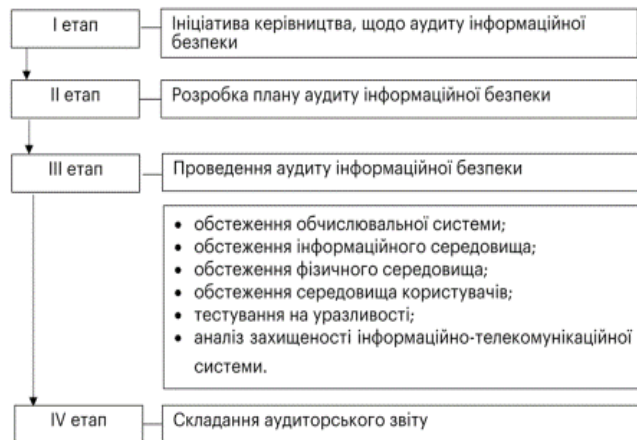 І етап
Ініціатива керівництва, щодо аудиту інформаційної
безпеки
ІІ етап
Розробка плану аудиту інформаційної безпеки
ІІІ етап
Проведення аудиту інформаційної безпеки
• обстеження обчислювальної системи;
• обстеження інформаційного середовища;
• обстеження фізичного середовища;
• обстеження середовища користувачів;
• тестування на уразливості;
• аналіз захищеності інформаційно-телекомунікаційної
системи.
IV етап
Складання аудиторського звіту